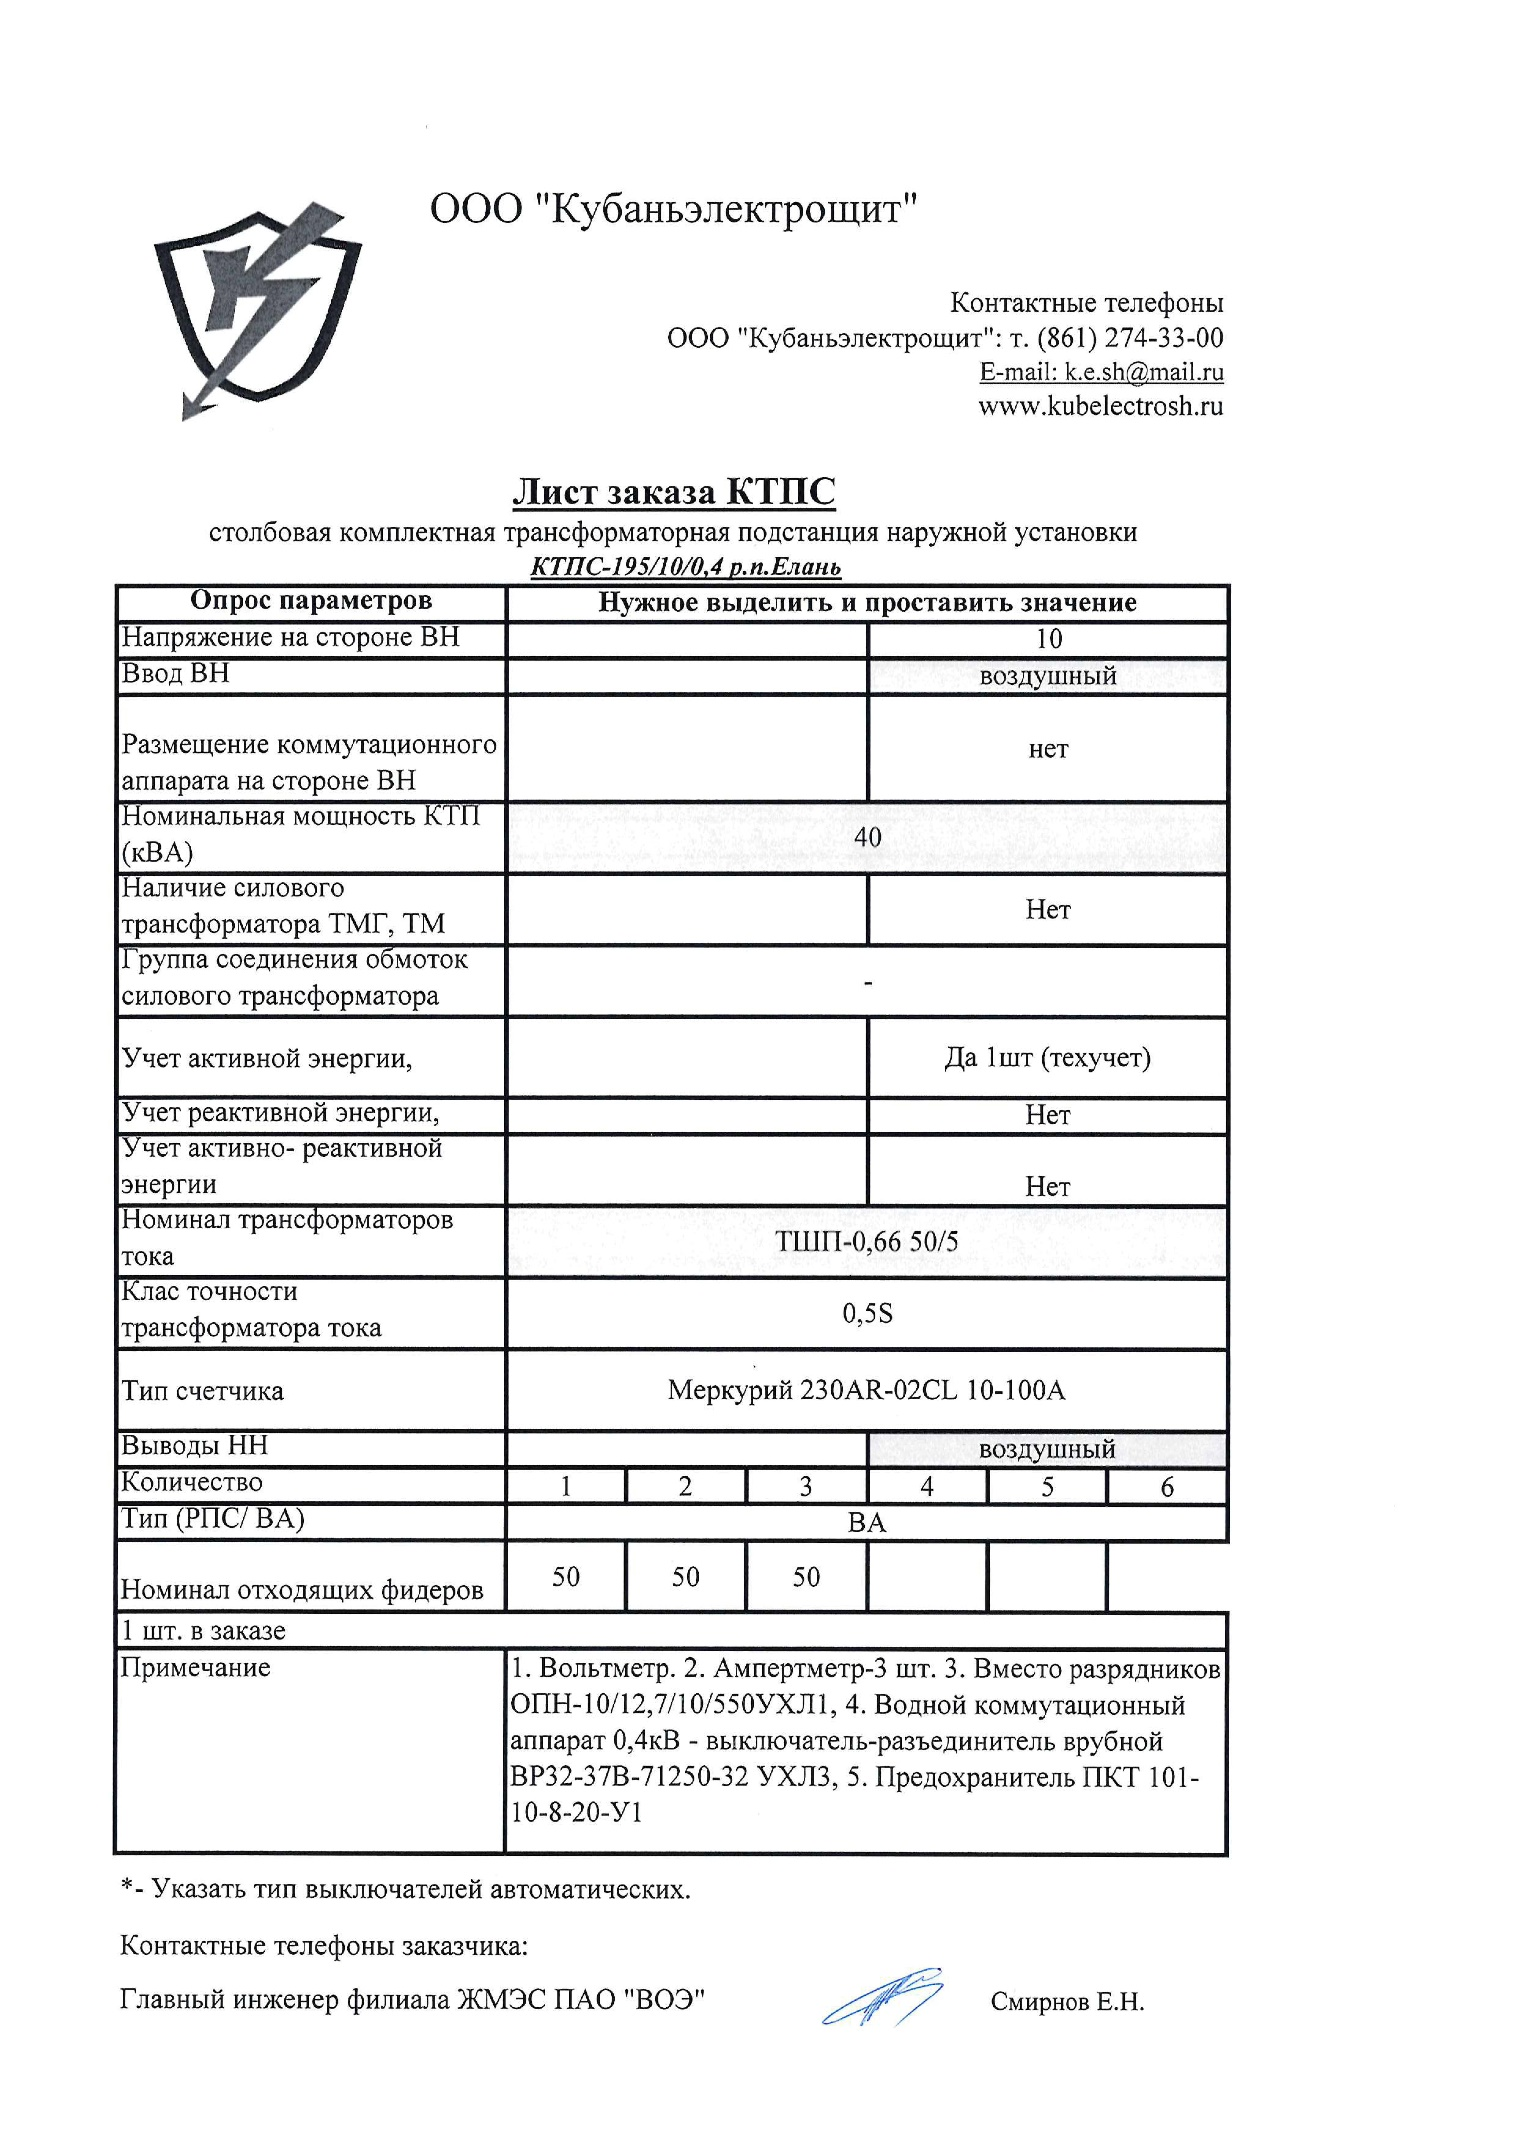 ООО "Кубаньэлектрощит"
Контактные телефоны
ООО "Кубаньэлектрощит": т. (861) 274-33-00
E-mail: k.e.sh@mail.ru
www.kubelectrosh.ru
Лист заказа КТПС
столбовая комплектная трансформаторная подстанция наружной установки
КТПС-195/10/0,4 р.п.Елань
Опрос параметров Нужное выделить и проставить значение
Напряжение на стороне ВН 10
Ввод ВН воздушный
Размещение коммутационного
аппарата на стороне ВН нет
Номинальная мощность КТП
(кВА) 40
Наличие силового
трансформатора ТМГ, ТМ Нет
Группа соединения обмоток
силового трансформатора -
Учет активной энергии, Да 1шт (техучет)
Учет реактивной энергии, Нет
Учет активно- реактивной
энергии Нет
Номинал трансформаторов
тока ТШП-0,66 50/5
Клас точности
трансформатора тока 0,5S
Тип счетчика Меркурий 230AR-02CL 10-100А
Выводы НН воздушный
Количество 1 2 3 4 5 6
Тип (РПС/ ВА) ВА
Номинал отходящих фидеров 50 50 50
1 шт. в заказе
Примечание 1. Вольтметр. 2. Ампертметр-3 шт. 3. Вместо разрядников
ОПН-10/12,7/10/550УХЛ1, 4. Водной коммутационный
аппарат 0,4кВ - выключатель-разъединитель врубной
ВР32-37В-71250-32 УХЛ3, 5. Предохранитель ПКТ 101-
10-8-20-У1
*- Указать тип выключателей автоматических.
Контактные телефоны заказчика:
Главный инженер филиала ЖМЭС ПАО "ВОЭ" Смирнов Е.Н.